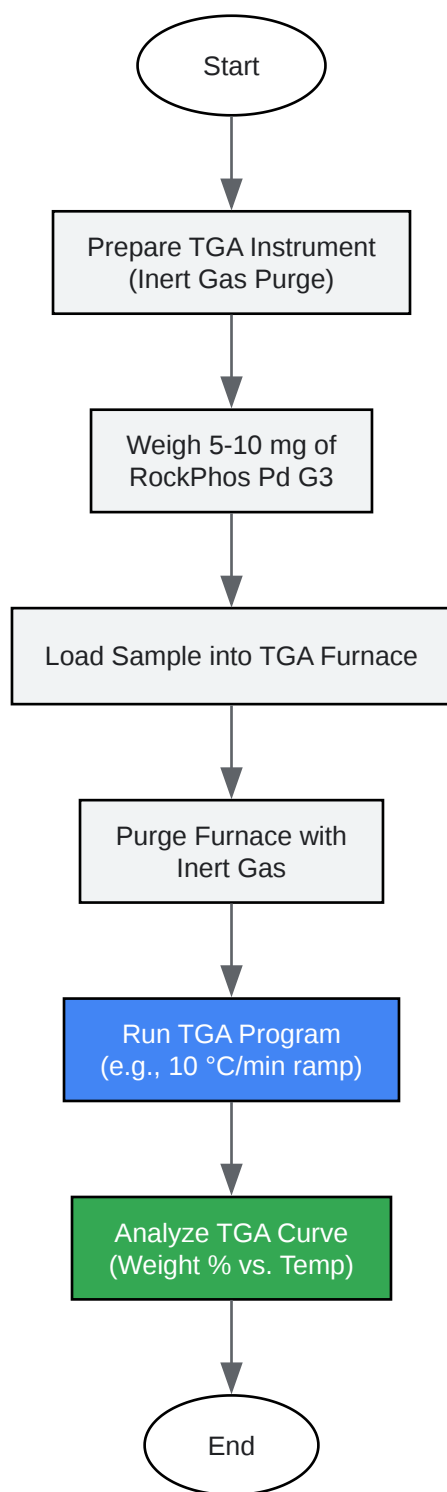 Start
Prepare TGA Instrument
(Inert Gas Purge)
Weigh 5-10 mg of
RockPhos Pd G3
Load Sample into TGA Furnace
Purge Furnace with
Inert Gas
Run TGA Program
(e.g., 10 °C/min ramp)
Analyze TGA Curve
(Weight % vs. Temp)
End